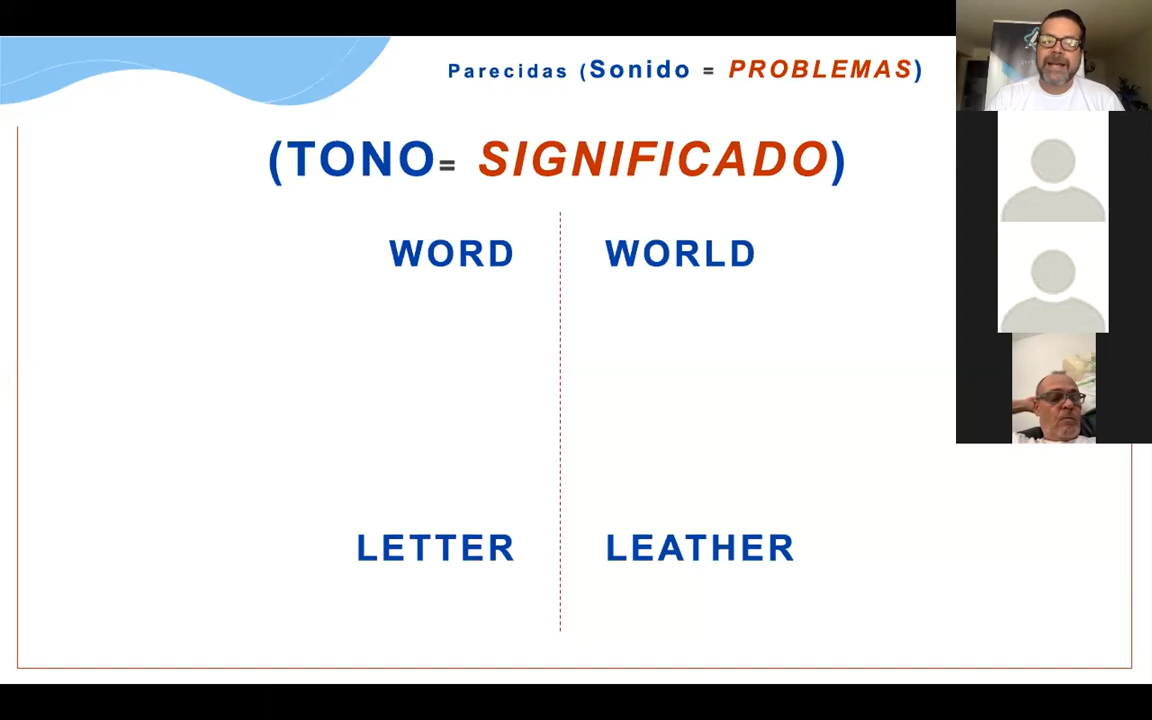 Parecidas (Sonido = PROBLEMAS)
(TONO= SIGNIFICADO)
WORD WORLD
LETTER LEATHER